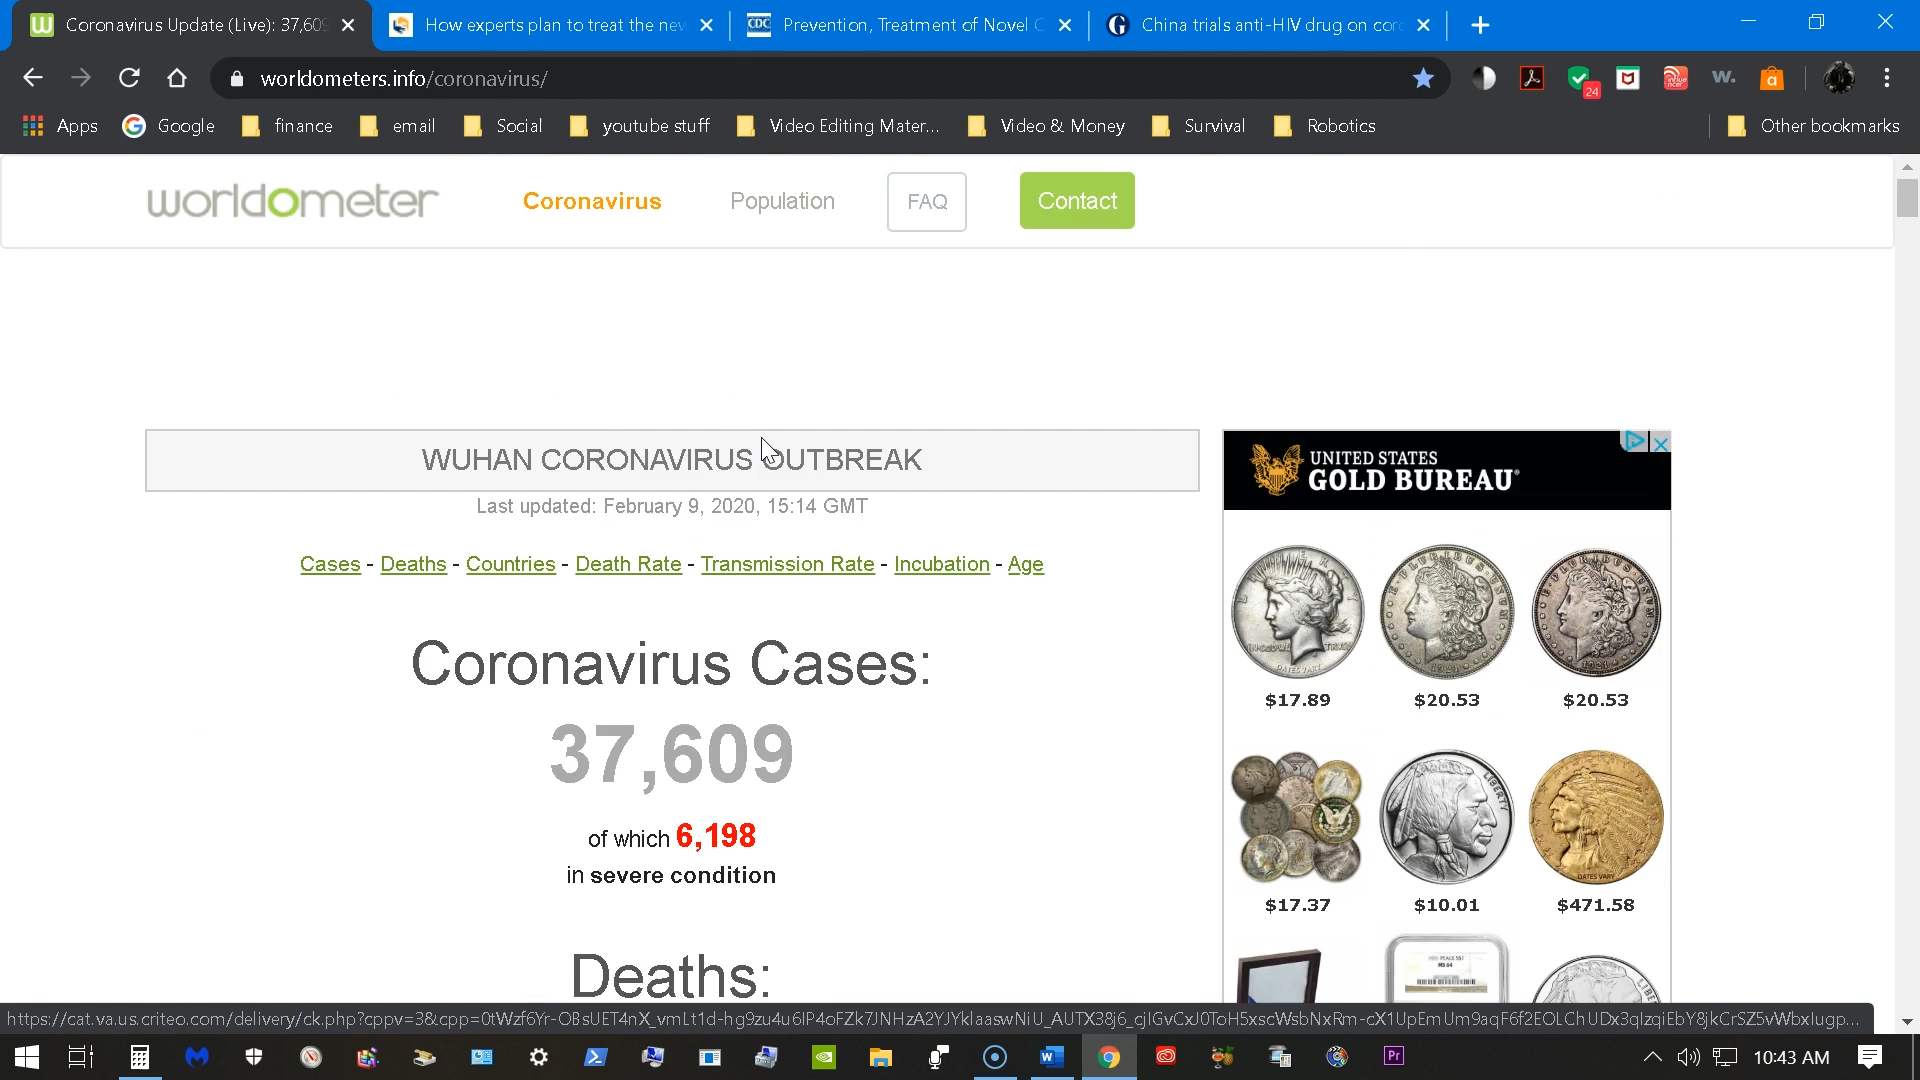 Coronavirus Update (Live): 37,609
How experts plan to treat the new
Prevention, Treatment of Novel C
China trials anti-HIV drug on coro
worldometers.info/coronavirus/
24
Apps
Google
finance
email
Social
youtube stuff
Video Editing Mater...
Video & Money
Survival
Robotics
Other bookmarks
worldometer
Coronavirus
Population
FAQ
Contact
WUHAN CORONAVIRUS OUTBREAK
Last updated: February 9, 2020, 15:14 GMT
Cases - Deaths - Countries - Death Rate - Transmission Rate - Incubation - Age
Coronavirus Cases:
37,609
of which 6,198
in severe condition
Deaths:
UNITED STATES
GOLD BUREAU
$17.89
$20.53
$20.53
$17.37
$10.01
$471.58
10:43 AM